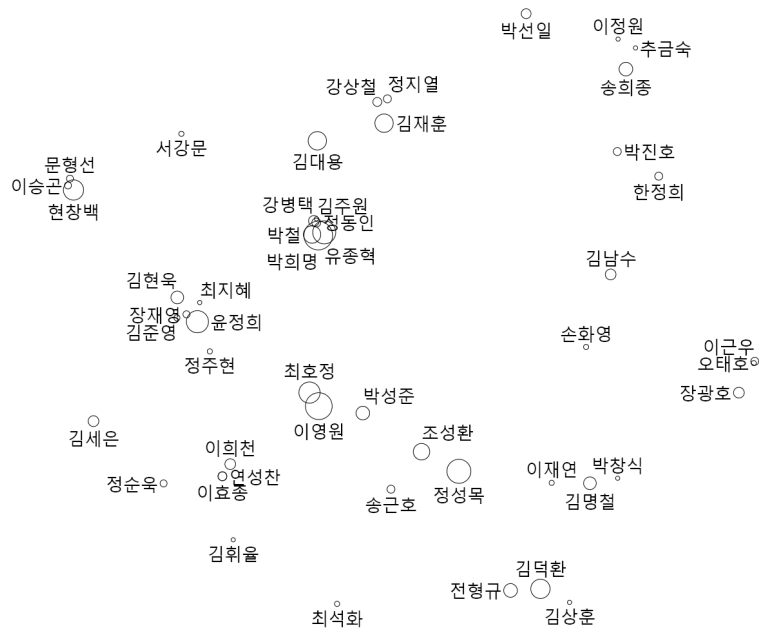 박선일
이정원
추금숙
송희종
강상철
정지열
김재훈
김대용
서강문
박진호
한정희
문형선
이승곤
현창백
강병택
김주원
정동인
박철
박희명
유종혁
김남수
김현욱
최지혜
장재영
김준영
윤정희
정주현
손화영
이근우
오태호
장광호
최호정
박성준
이영원
김세은
조성환
이희천
연성찬
이효종
정순욱
정성목
송근호
이재연
박창식
김명철
김휘율
김덕환
전형규
김상훈
최석화